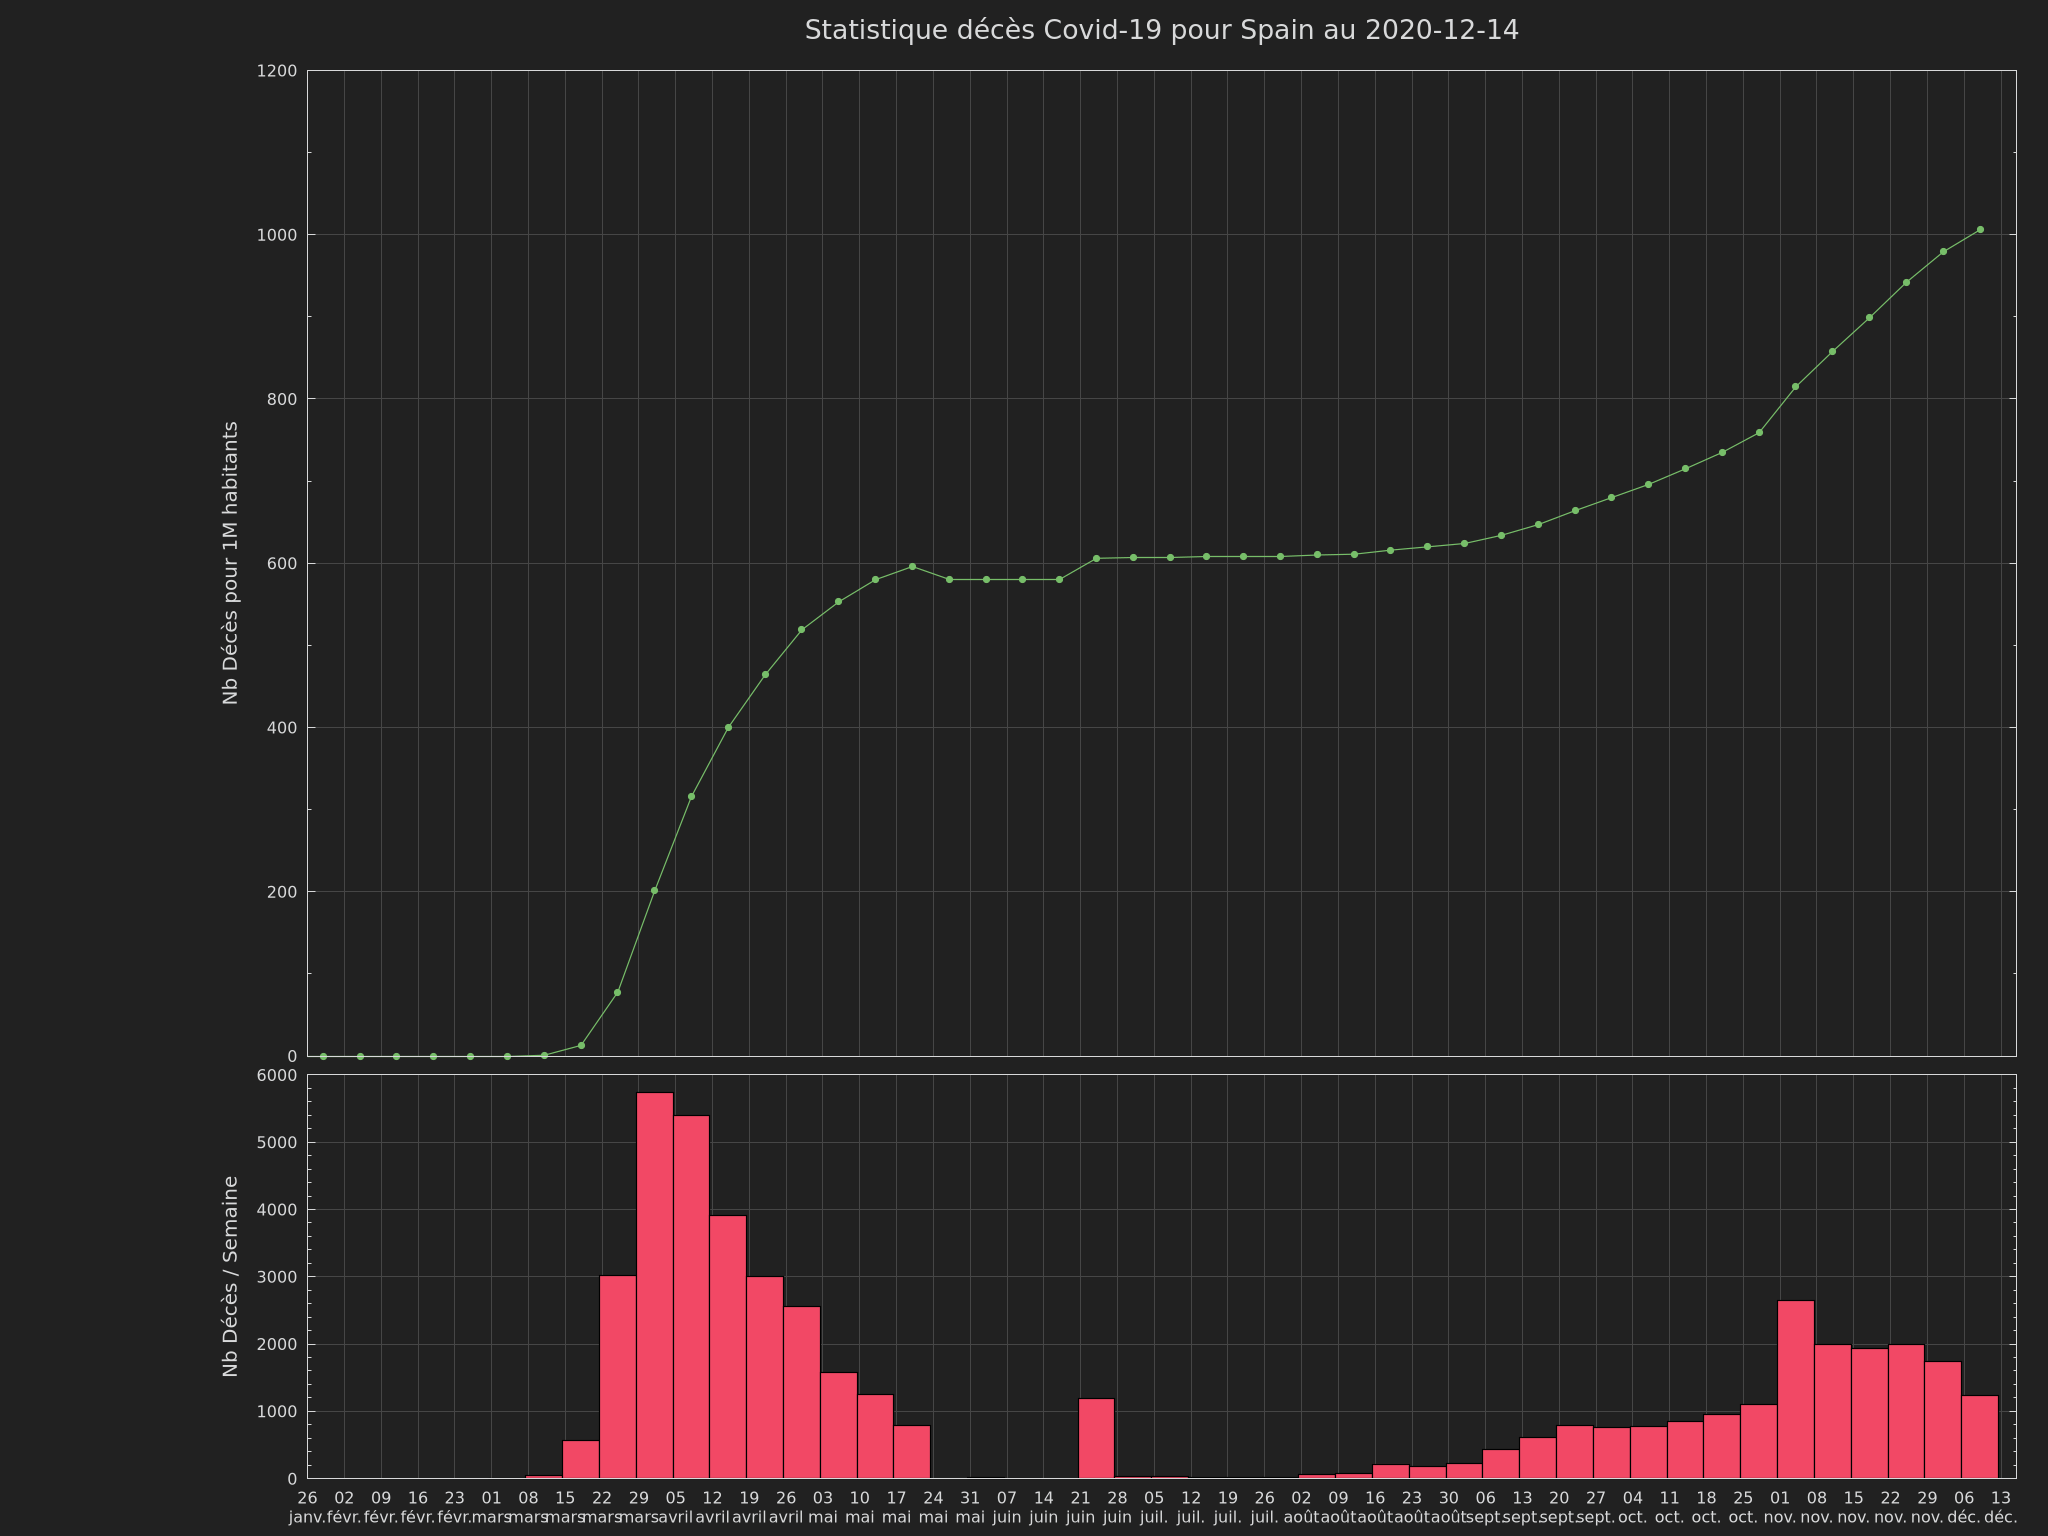 Statistique décès Covid-19 pour Spain au 2020-12-14
Nb Décès pour 1M habitants
1200
1000
800
600
400
200
0
Nb Décès / Semaine
6000
5000
4000
3000
2000
1000
0
26 02 09 16 23 01 08 15 22 29 05 12 19 26 03 10 17 24 31 07 14 21 28 05 12 19 26 02 09 16 23 30 06 13 20 27 04 11 18 25 01 08 15 22 29 06 13
janv. févr. févr. févr. févr. mars mars mars mars mars avril avril avril avril mai mai mai mai mai juin juin juin juin juil. juil. juil. juil. août août août août août sept. sept. sept. sept. oct. oct. oct. oct. nov. nov. nov. nov. nov. déc. déc.